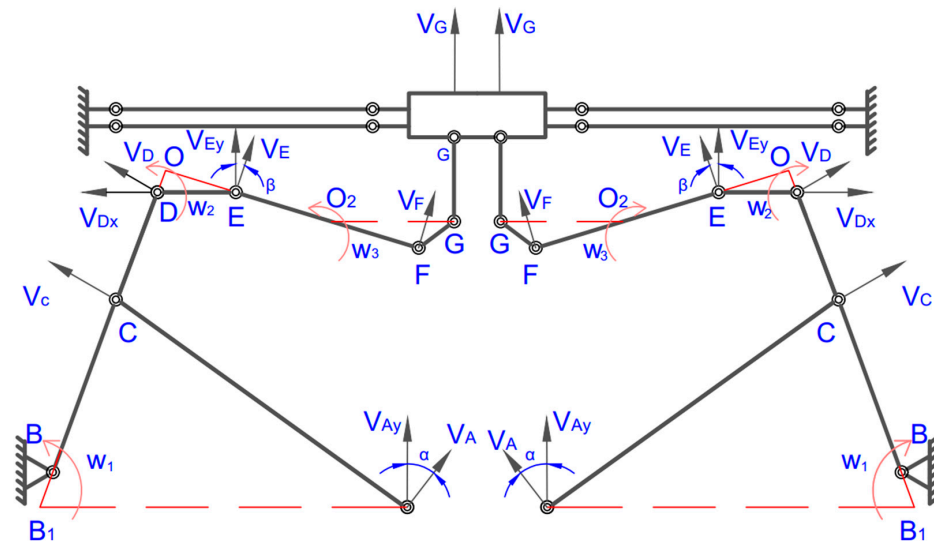 VG VG
G
VEy VE VE VEy
VD O β β O VD
VDx D w2 E E w2 VDx
O2 VF VF O2
w3 F G G F w3
Vc VC
C C
B w1 VAy α VA VA α VAy w1 B
B1 B1